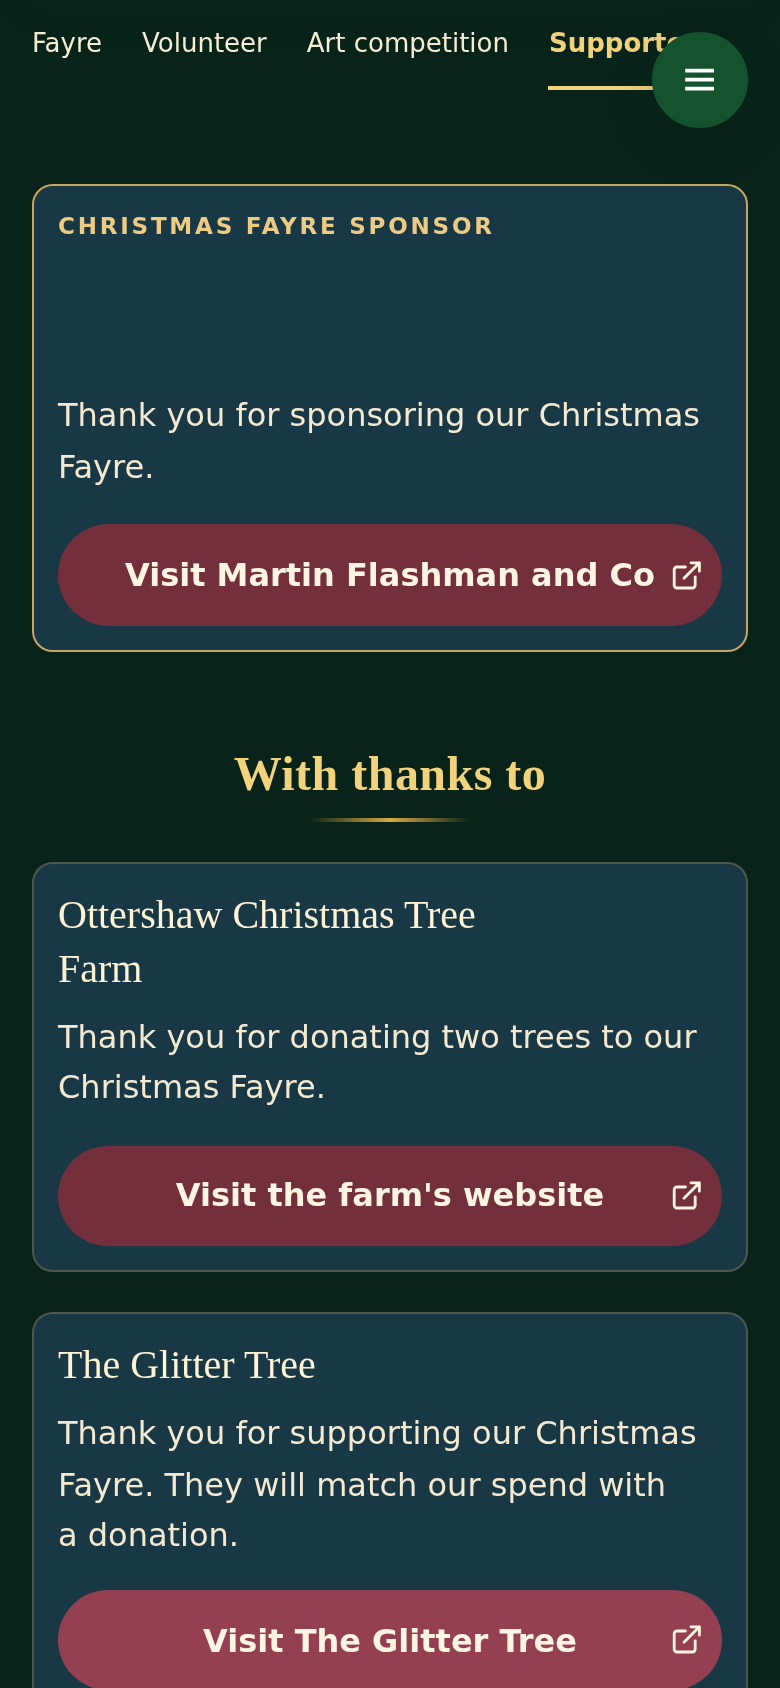 Fayre Volunteer Art competition
CHRISTMAS FAYRE SPONSOR
Thank you for sponsoring our Christmas
Fayre.
Visit Martin Flashman and Co
With thanks to
Ottershaw Christmas Tree
Farm
Thank you for donating two trees to our
Christmas Fayre.
Visit the farm's website
The Glitter Tree
Thank you for supporting our Christmas
Fayre. They will match our spend with
a donation.
Visit The Glitter Tree